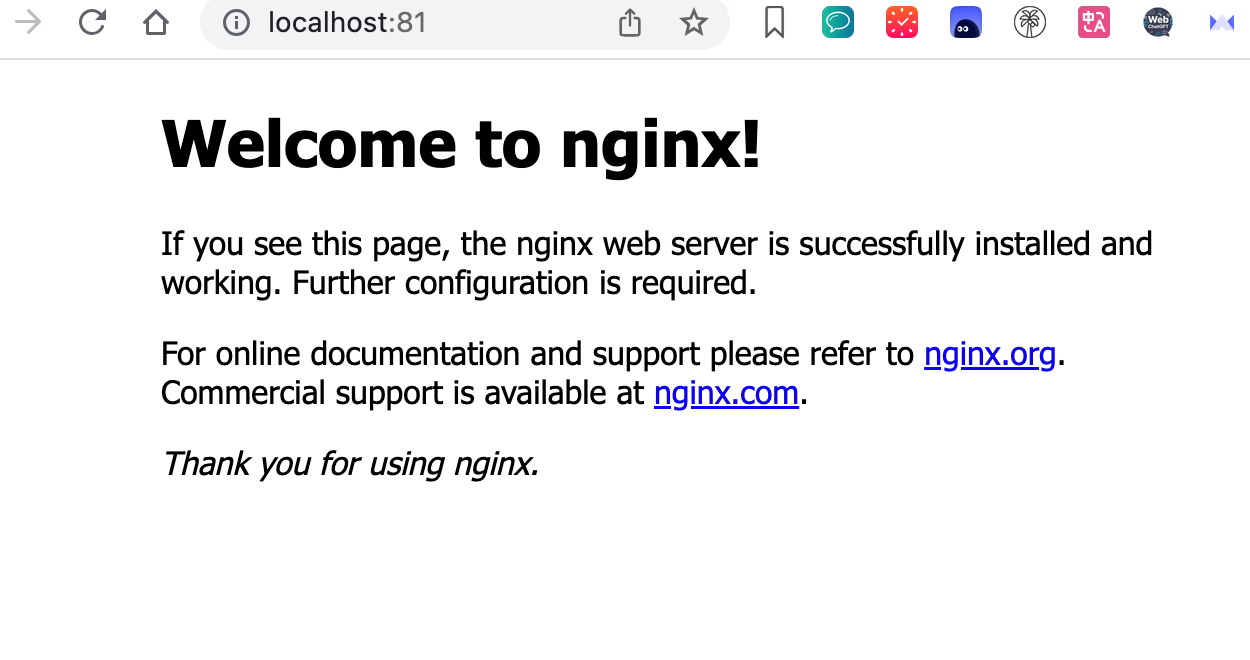 localhost:81
中
A
Web
ChatGPT
Welcome to nginx!
If you see this page, the nginx web server is successfully installed and
working. Further configuration is required.
For online documentation and support please refer to nginx.org.
Commercial support is available at nginx.com.
Thank you for using nginx.